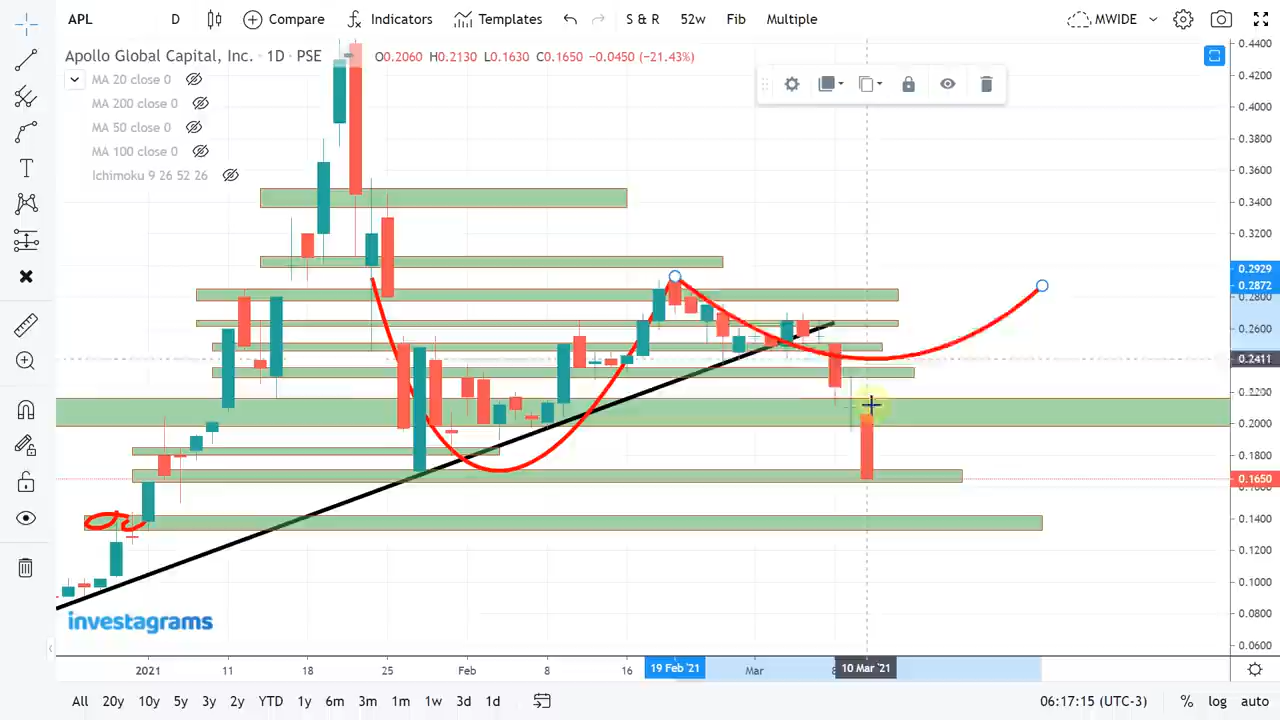 APL D Compare Indicators Templates S & R 52w Fib Multiple MWIDE
Apollo Global Capital, Inc. · 1D · PSE O0.2060 H0.2130 L0.1630 C0.1650 −0.0450 (−21.43%)
MA 20 close 0
MA 200 close 0
MA 50 close 0
MA 100 close 0
Ichimoku 9 26 52 26
0.4400
0.4200
0.4000
0.3800
0.3600
0.3400
0.3200
0.2929
0.2872
0.2800
0.2600
0.2411
0.2200
0.2000
0.1800
0.1650
0.1400
0.1200
0.1000
0.0800
0.0600
investagrams
2021 11 18 25 Feb 8 16 19 Feb '21 Mar 10 Mar '21
All 20y 10y 5y 3y 2y YTD 1y 6m 3m 1m 1w 3d 1d 06:17:15 (UTC-3) % log auto